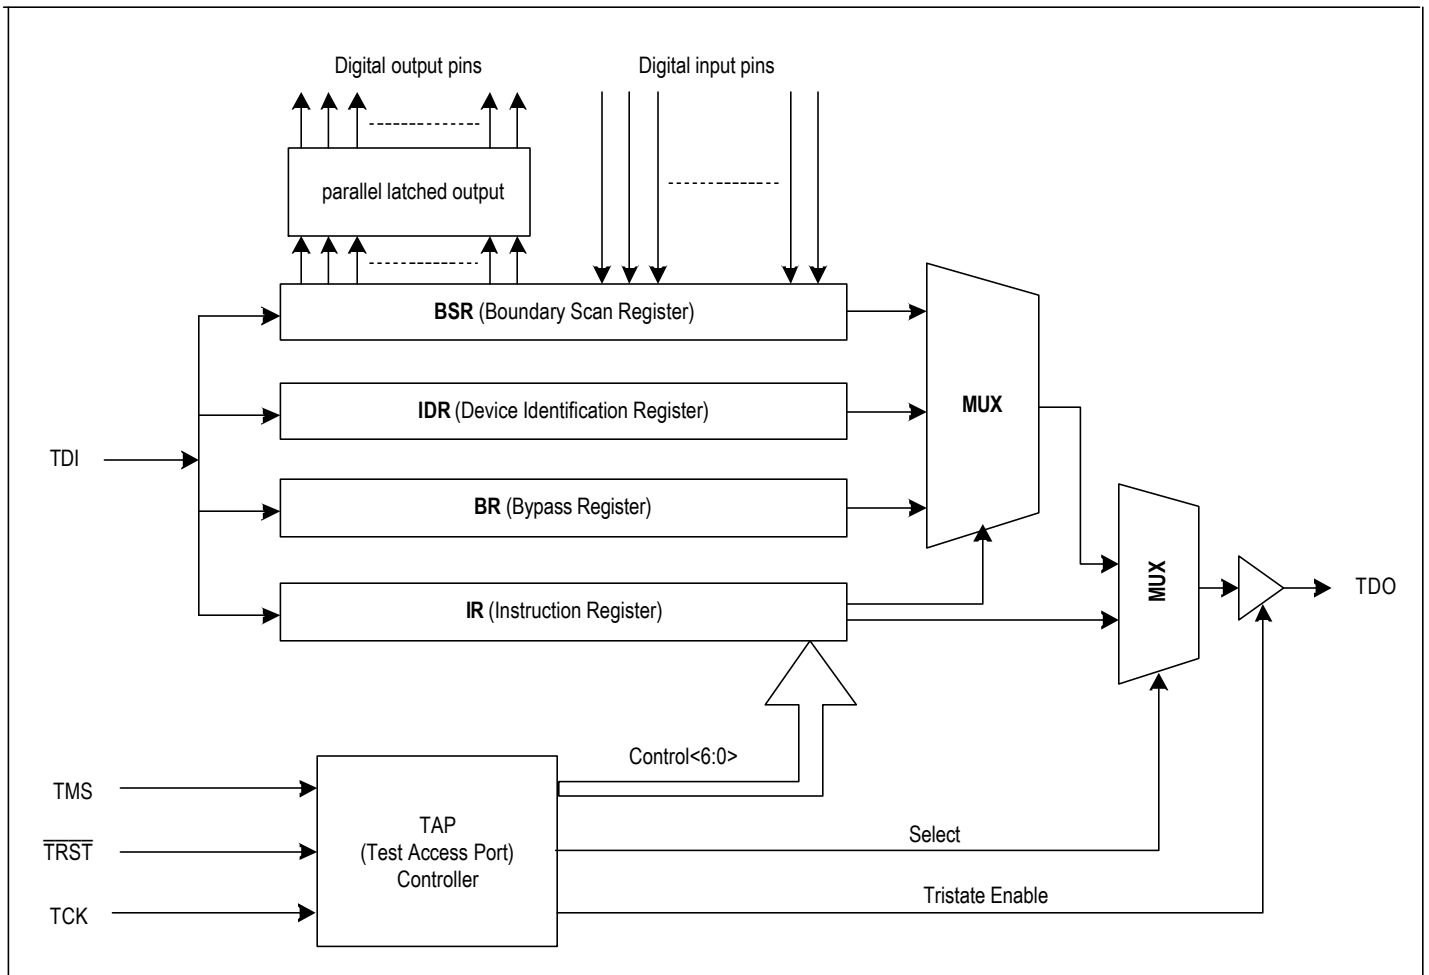 Digital output pins
Digital input pins
parallel latched output
BSR (Boundary Scan Register)
IDR (Device Identification Register)
MUX
TDI
BR (Bypass Register)
MUX
TDO
IR (Instruction Register)
Control<6:0>
TMS
TAP
(Test Access Port)
Controller
TRST
Select
TCK
Tristate Enable